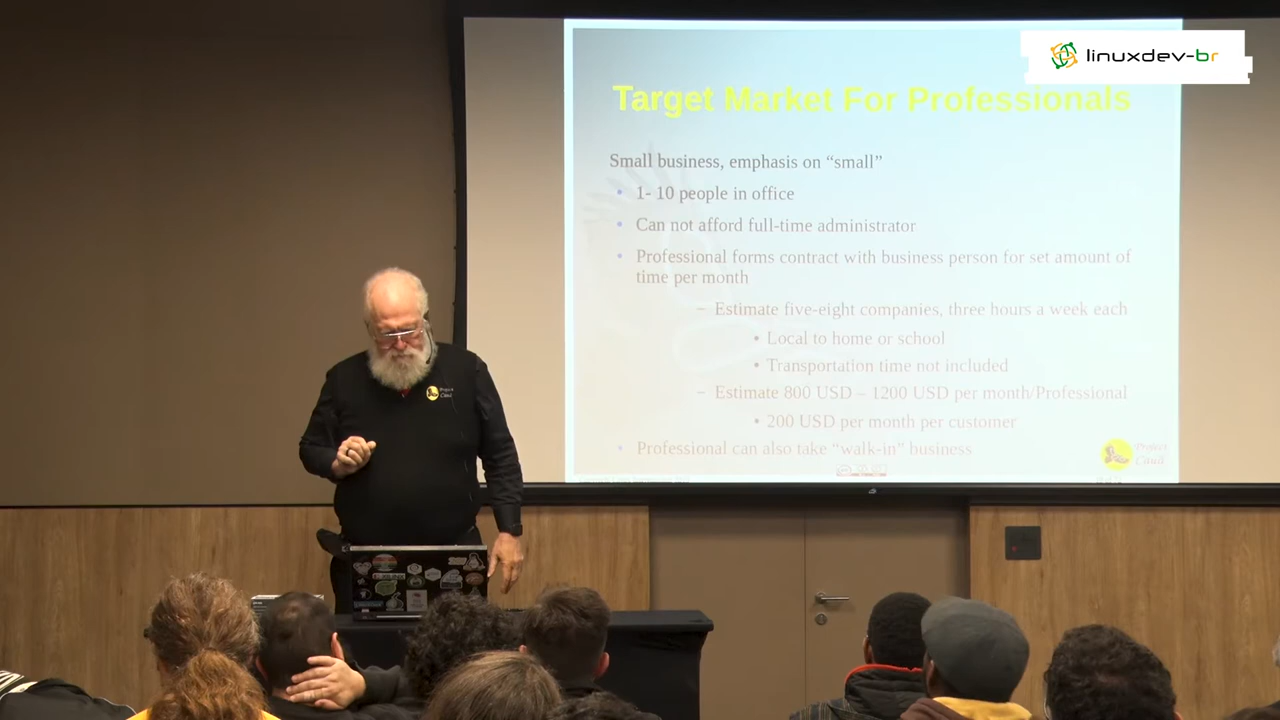 linuxdev-br
Target Market For Professionals
Small business, emphasis on “small”
• 1- 10 people in office
• Can not afford full-time administrator
• Professional forms contract with business person for set amount of
time per month
– Estimate five-eight companies, three hours a week each
• Local to home or school
• Transportation time not included
– Estimate 800 USD – 1200 USD per month/Professional
• 200 USD per month per customer
• Professional can also take “walk-in” business
Project
Cauã